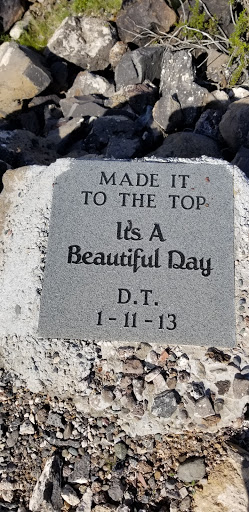 MADE IT
TO THE TOP
It's A
Beautiful Day
D.T.
1-11-13